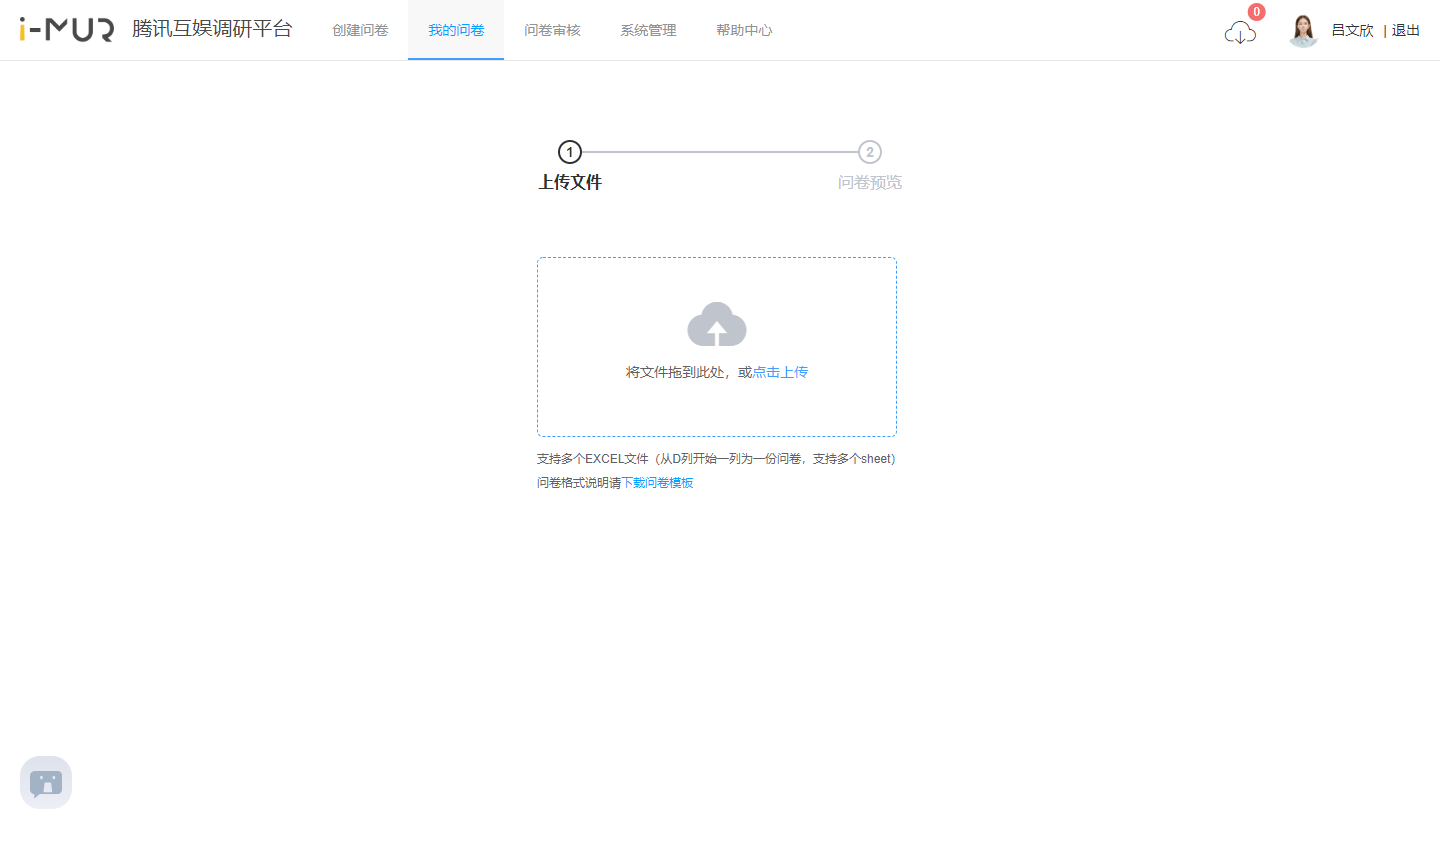 i-MUR 腾讯互娱调研平台 创建问卷 我的问卷 问卷审核 系统管理 帮助中心 0 吕文欣 | 退出
1 2
上传文件 问卷预览
将文件拖到此处，或点击上传
支持多个EXCEL文件（从D列开始一列为一份问卷，支持多个sheet）
问卷格式说明请下载问卷模板